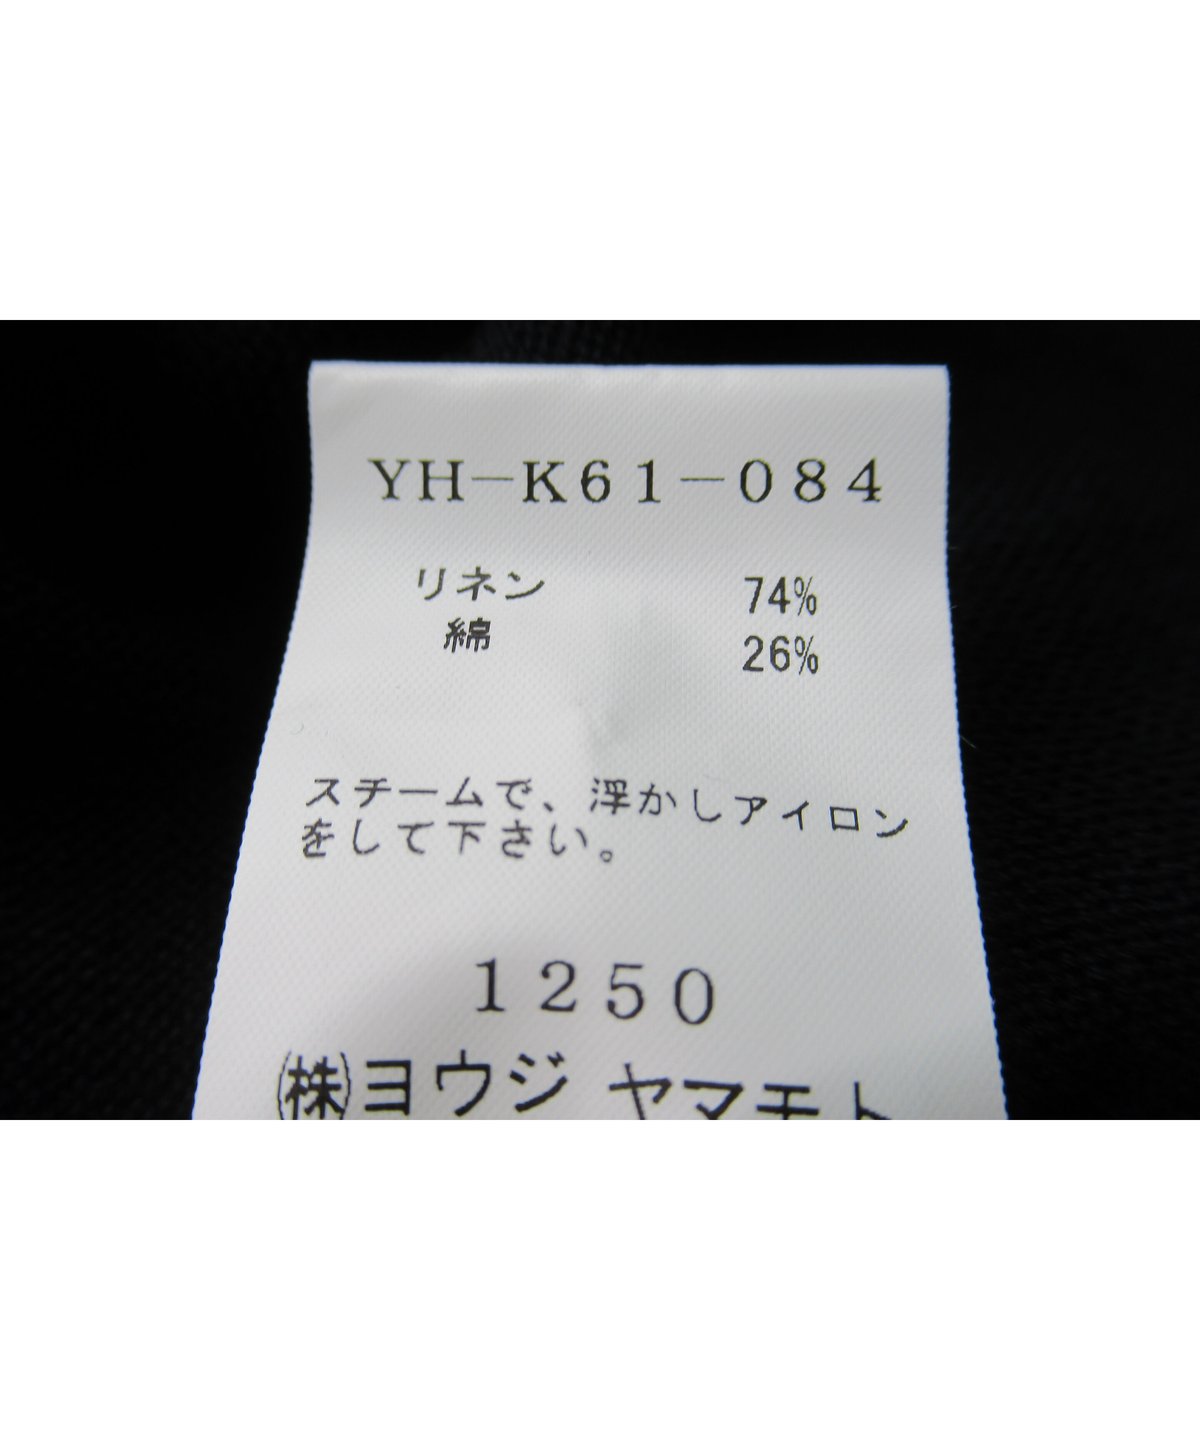 YH-K61-084
リネン 74%
綿 26%
スチームで、浮かしアイロン
をして下さい。
1250
㈱ヨウジ ヤマモト